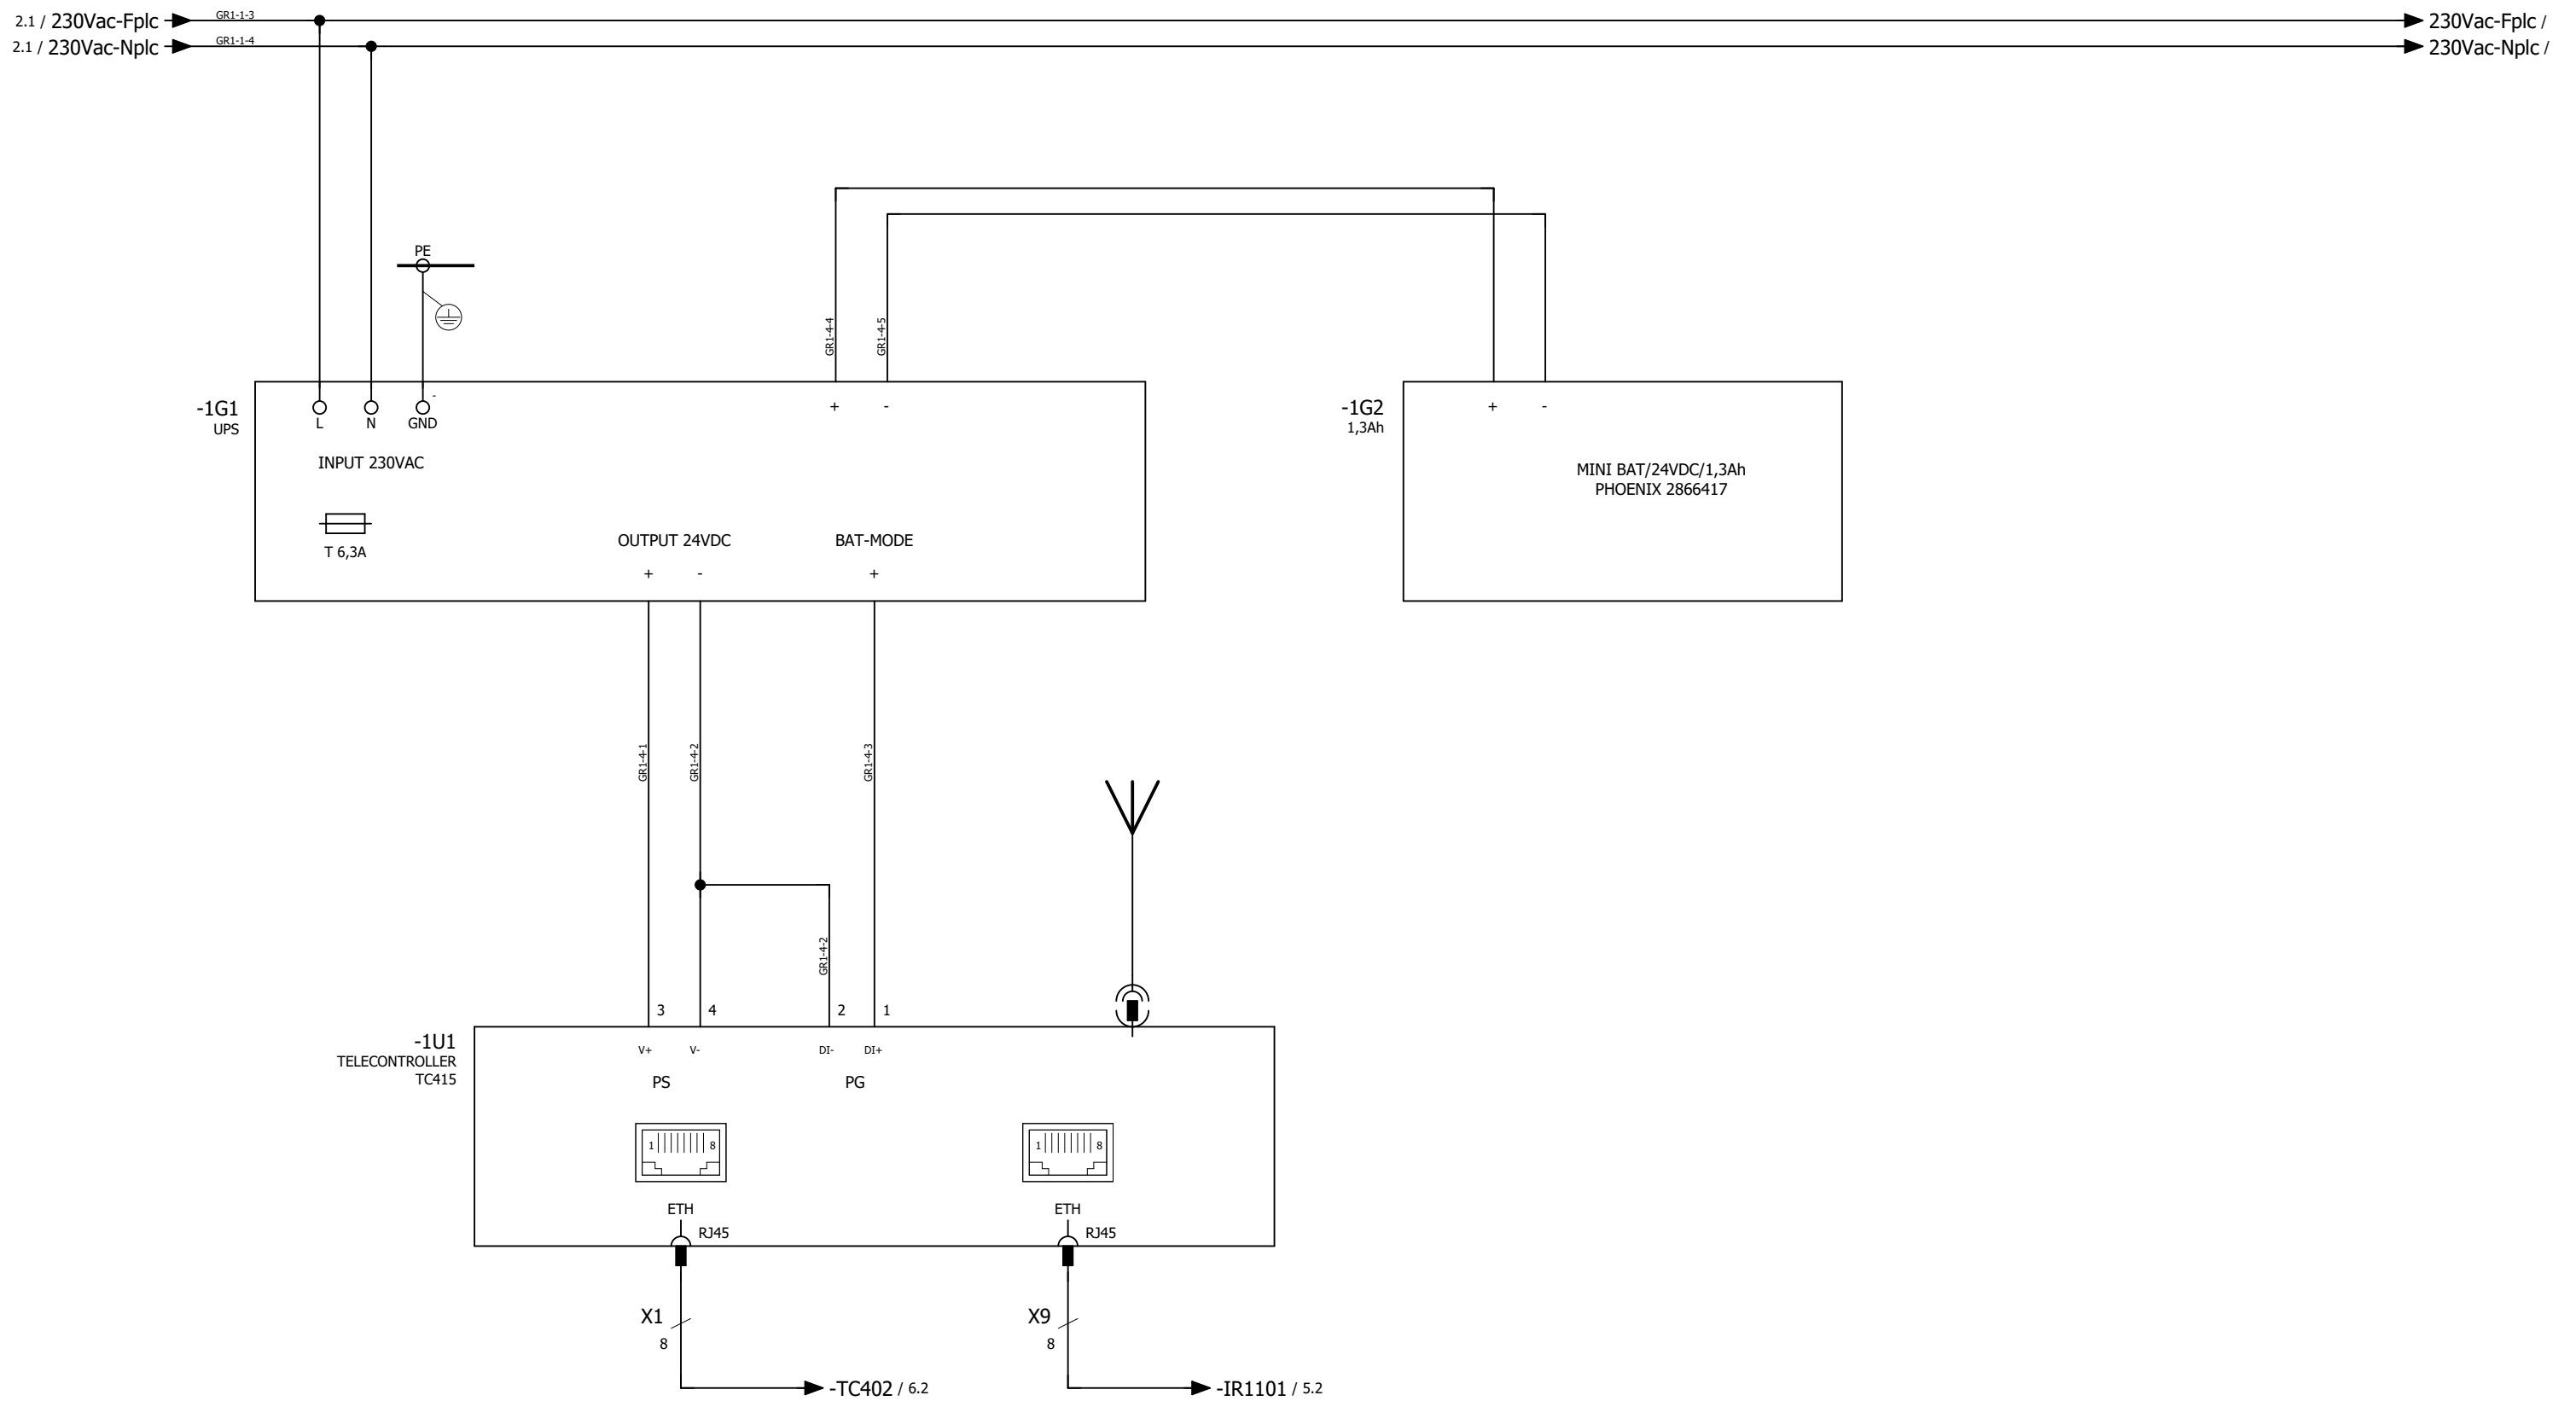 2.1 / 230Vac-Fplc GR1-1-3 230Vac-Fplc /
2.1 / 230Vac-Nplc GR1-1-4 230Vac-Nplc /
PE
GR1-4-4
GR1-4-5
-1G1
UPS
L N GND -
+ -
INPUT 230VAC
T 6,3A
OUTPUT 24VDC
BAT-MODE
+ - +
-1G2
1,3Ah
+ -
MINI BAT/24VDC/1,3Ah
PHOENIX 2866417
GR1-4-1
GR1-4-2
GR1-4-3
GR1-4-2
3 4 2 1
-1U1
TELECONTROLLER
TC415
V+ V- DI- DI+
PS PG
1 8
1 8
ETH
RJ45
ETH
RJ45
X1
8
X9
8
-TC402 / 6.2
-IR1101 / 5.2